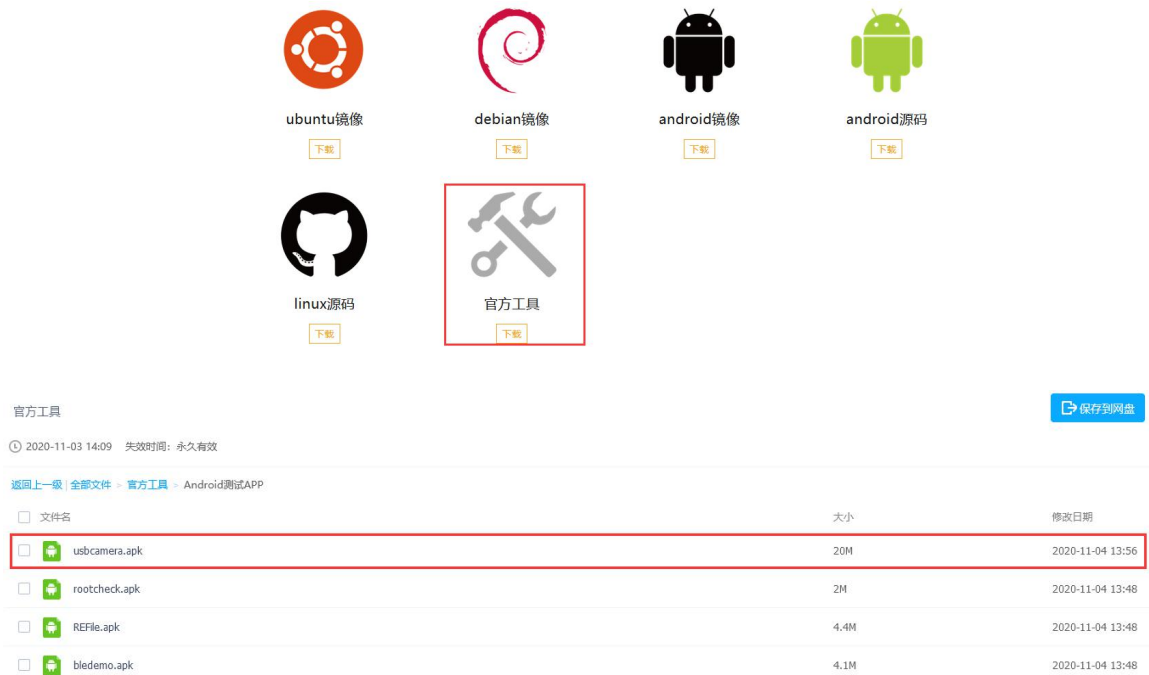 ubuntu镜像 debian镜像 android镜像 android源码
下载 下载 下载 下载
linux源码 官方工具
下载 下载
官方工具 保存到网盘
2020-11-03 14:09 失效时间：永久有效
返回上一级 | 全部文件 > 官方工具 > Android测试APP
文件名 大小 修改日期
usbcamera.apk 20M 2020-11-04 13:56
rootcheck.apk 2M 2020-11-04 13:48
REFile.apk 4.4M 2020-11-04 13:48
bledemo.apk 4.1M 2020-11-04 13:48